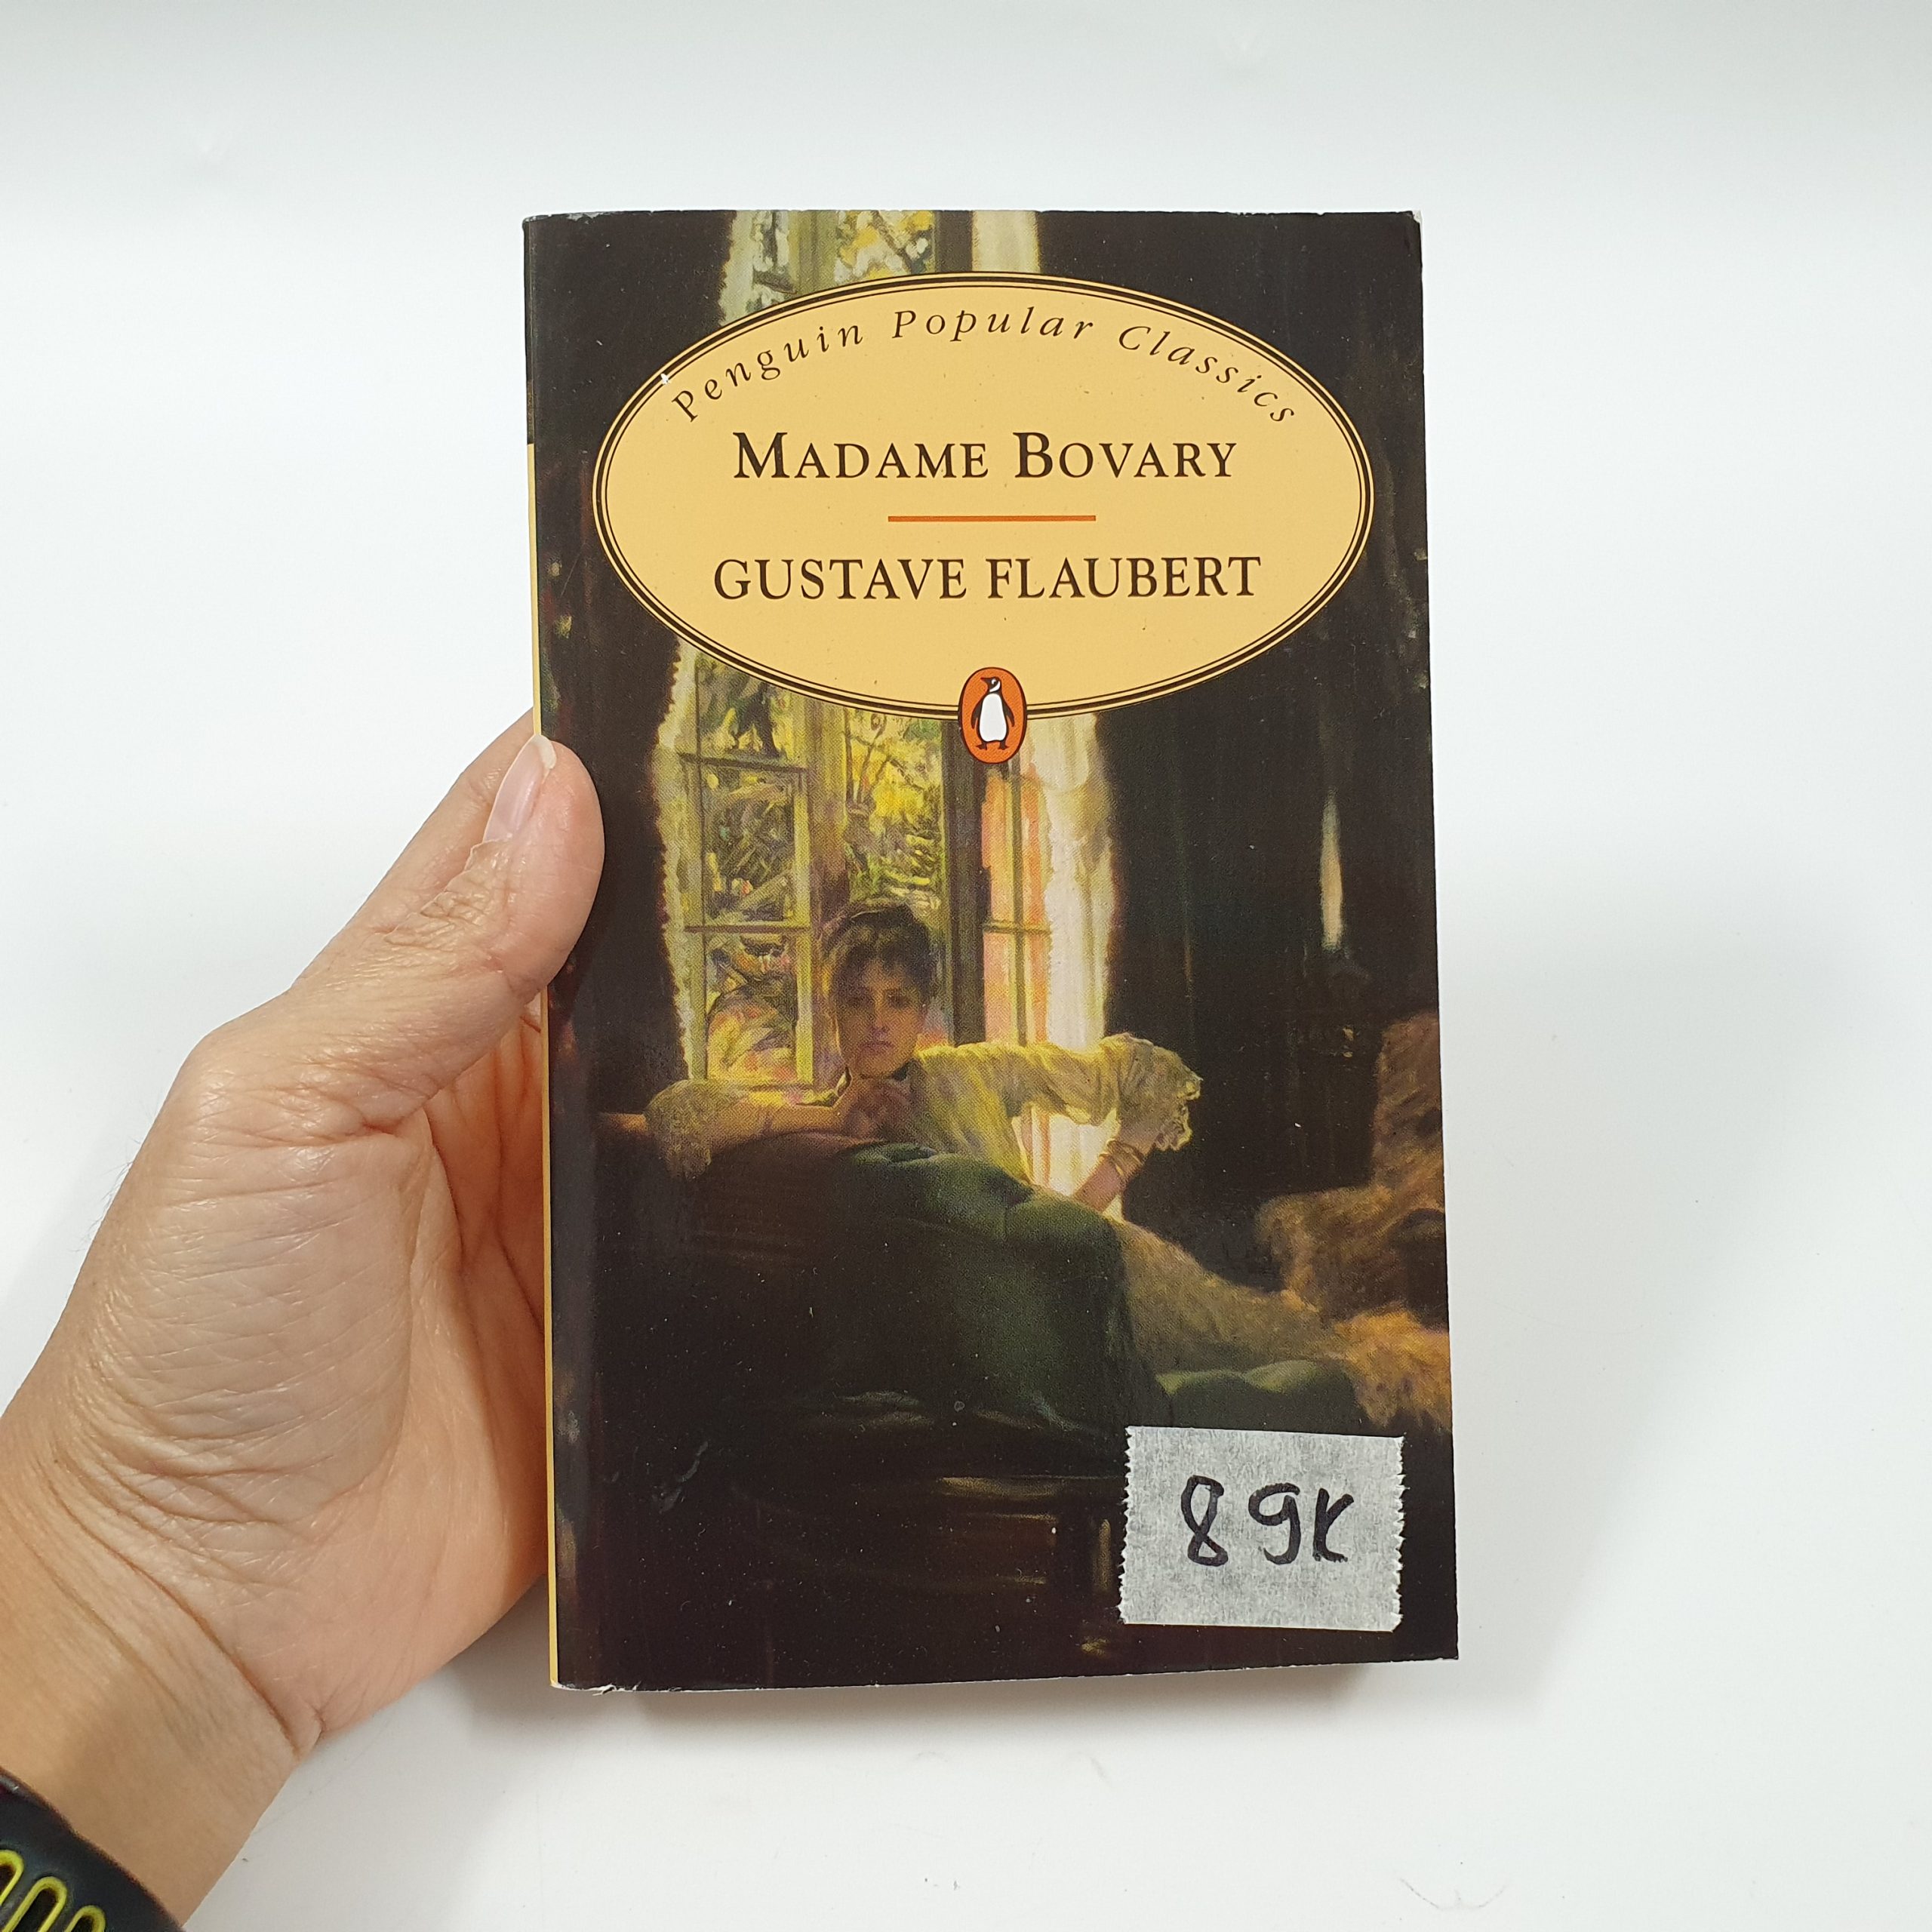 Penguin Popular Classics
MADAME BOVARY
GUSTAVE FLAUBERT
89K